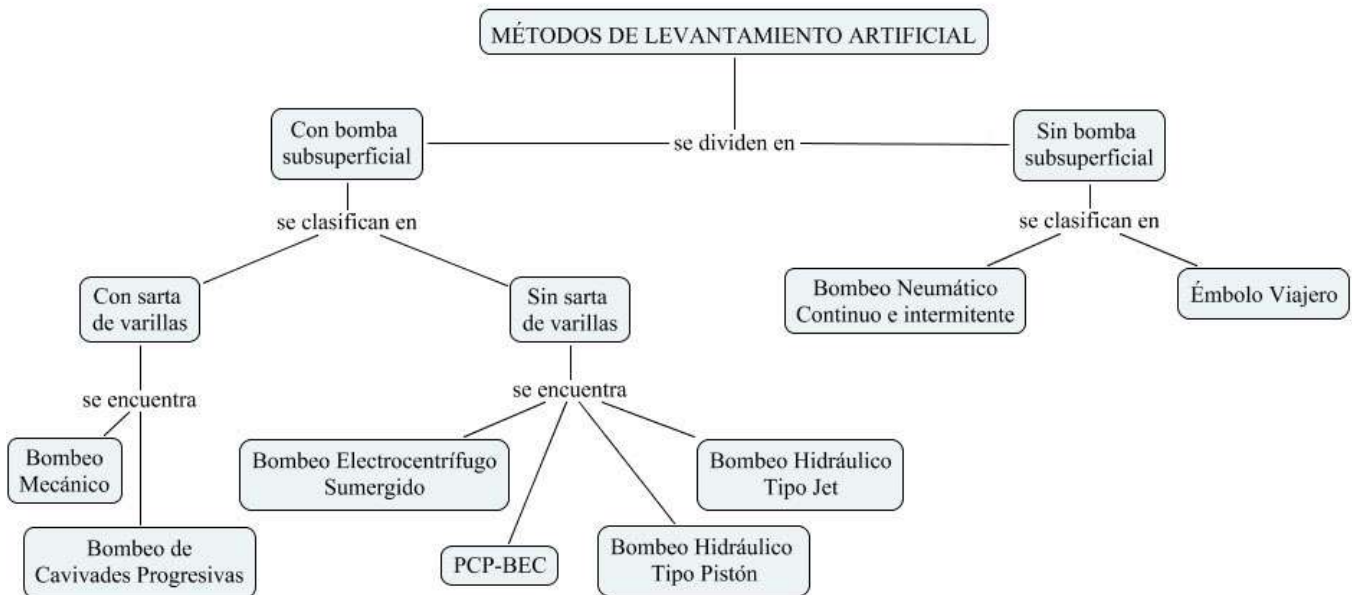 MÉTODOS DE LEVANTAMIENTO ARTIFICIAL
Con bomba
subsuperficial
se dividen en
Sin bomba
subsuperficial
se clasifican en
se clasifican en
Con sarta
de varillas
Sin sarta
de varillas
Bombeo Neumático
Continuo e intermitente
Émbolo Viajero
se encuentra
se encuentra
Bombeo
Mecánico
Bombeo Electrocentrífugo
Sumergido
Bombeo Hidráulico
Tipo Jet
Bombeo de
Cavivades Progresivas
PCP-BEC
Bombeo Hidráulico
Tipo Pistón